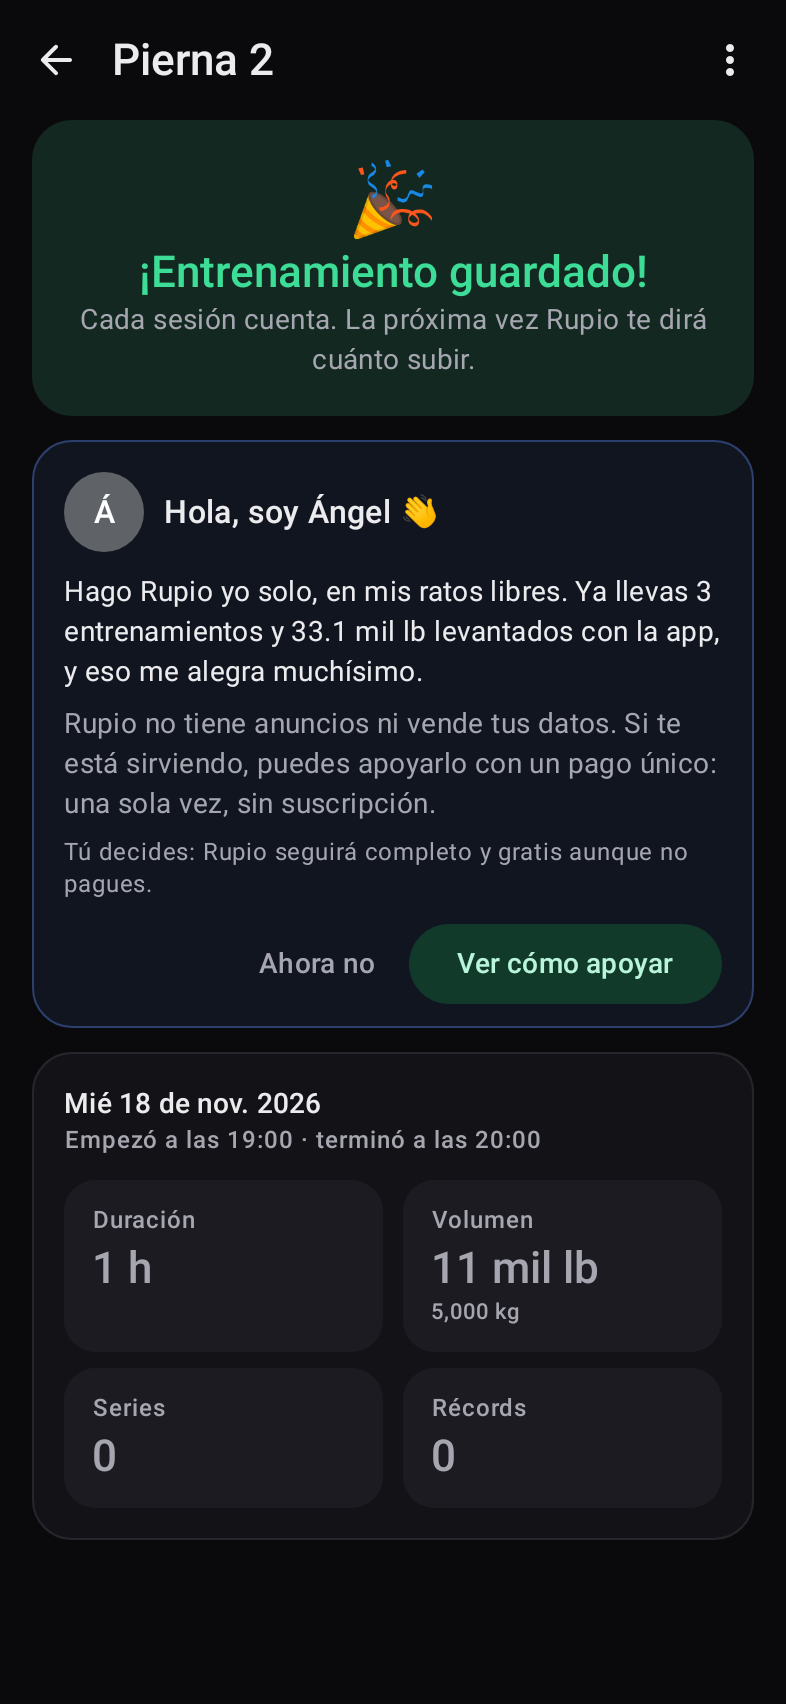 Pierna 2
¡Entrenamiento guardado!
Cada sesión cuenta. La próxima vez Rupio te dirá
cuánto subir.
Á
Hola, soy Ángel 👋
Hago Rupio yo solo, en mis ratos libres. Ya llevas 3
entrenamientos y 33.1 mil lb levantados con la app,
y eso me alegra muchísimo.
Rupio no tiene anuncios ni vende tus datos. Si te
está sirviendo, puedes apoyarlo con un pago único:
una sola vez, sin suscripción.
Tú decides: Rupio seguirá completo y gratis aunque no
pagues.
Ahora no
Ver cómo apoyar
Mié 18 de nov. 2026
Empezó a las 19:00 · terminó a las 20:00
Duración
1 h
Volumen
11 mil lb
5,000 kg
Series
0
Récords
0